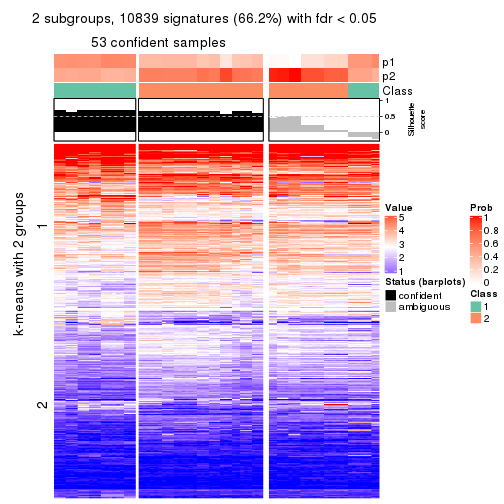 2 subgroups, 10839 signatures (66.2%) with fdr < 0.05
53 confident samples
p1
p2
Class
1
0.5
0
Silhouette
score
k-means with 2 groups
1
2
Value
5
4
3
2
1
Prob
1
0.8
0.6
0.4
0.2
0
Status (barplots)
confident
ambiguous
Class
1
2